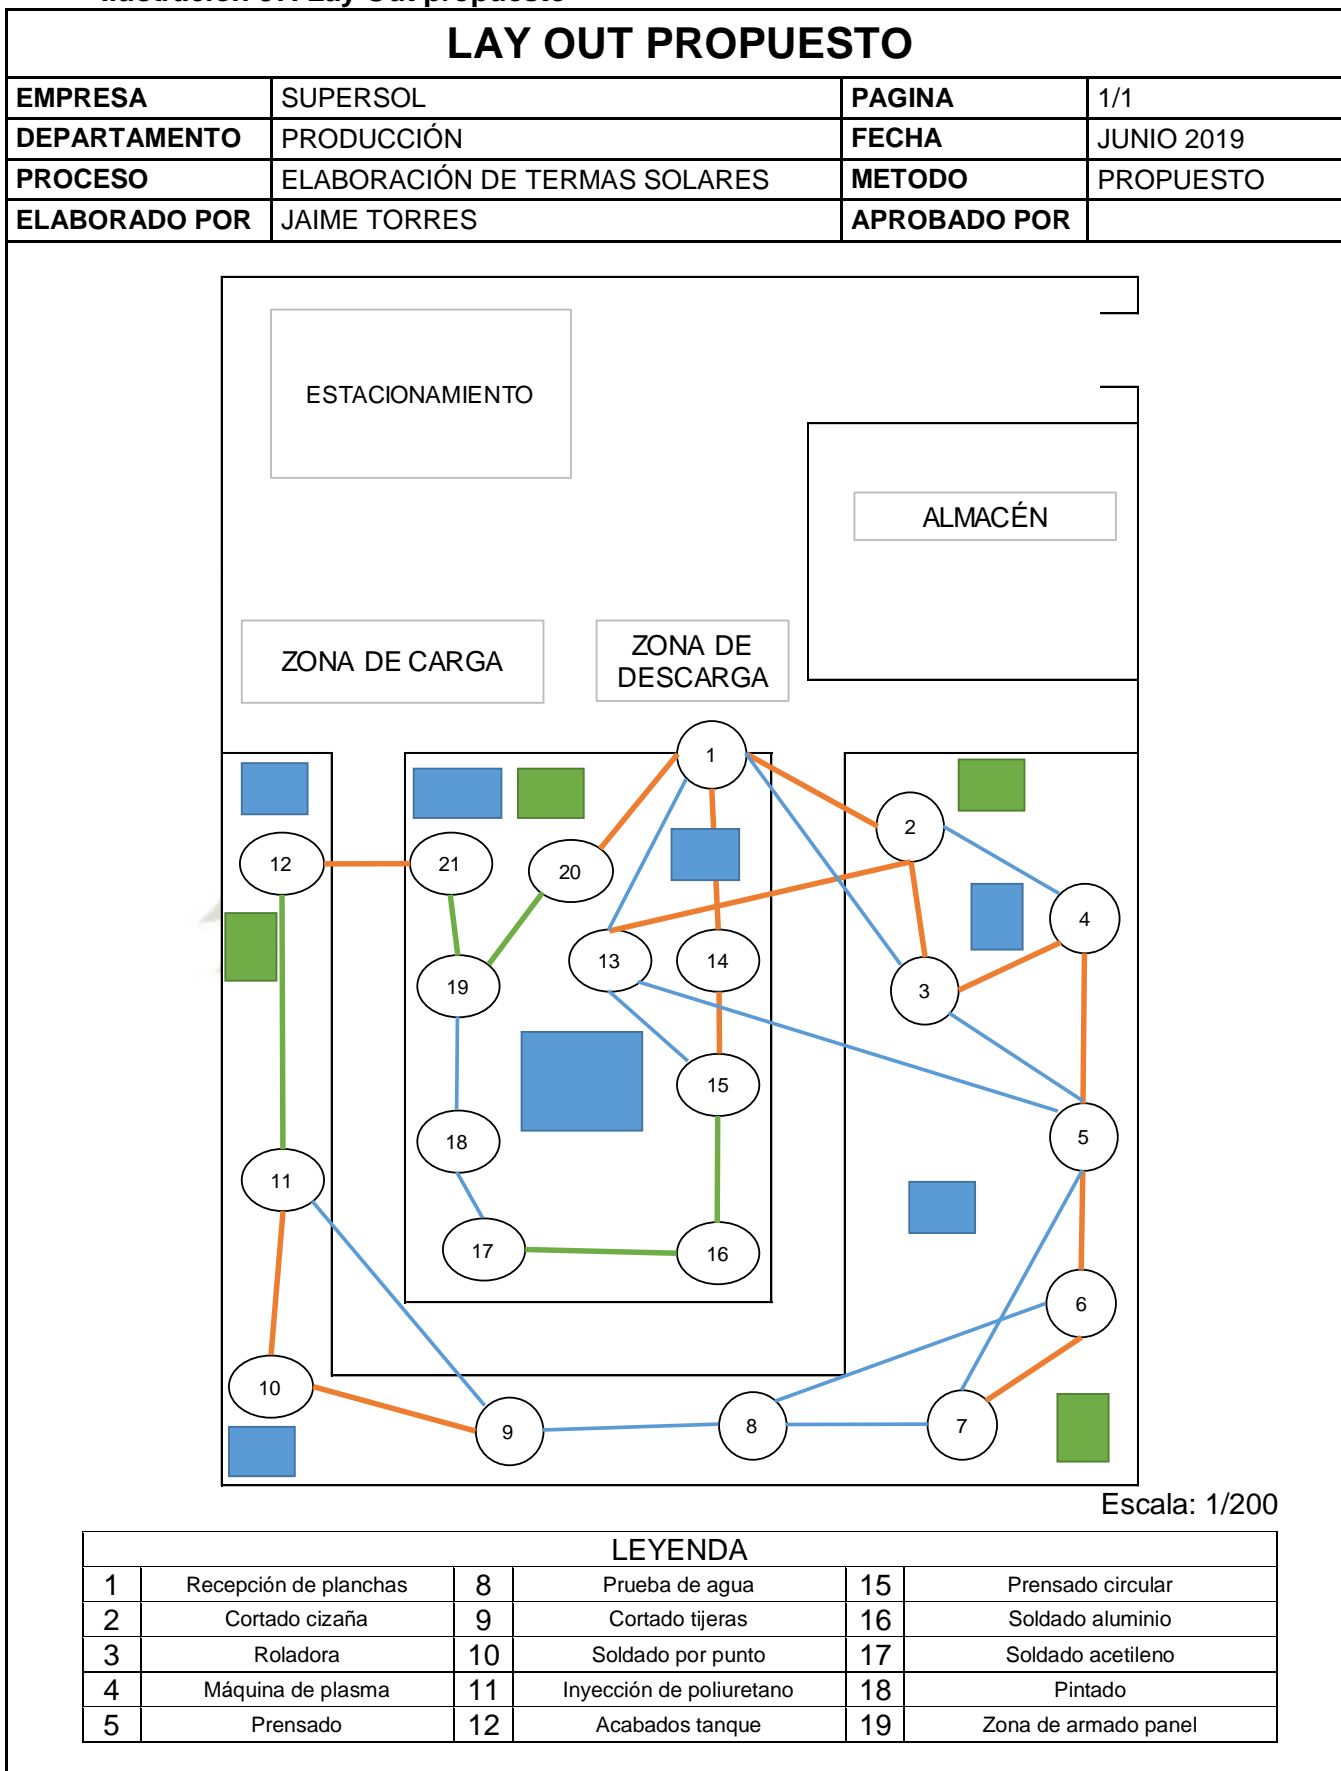 Ilustración 37: Lay Out propuesto
LAY OUT PROPUESTO
EMPRESA SUPERSOL PAGINA 1/1
DEPARTAMENTO PRODUCCIÓN FECHA JUNIO 2019
PROCESO ELABORACIÓN DE TERMAS SOLARES METODO PROPUESTO
ELABORADO POR JAIME TORRES APROBADO POR
ESTACIONAMIENTO
ALMACÉN
ZONA DE CARGA
ZONA DE
DESCARGA
1
2
12
21
20
4
13
14
19
3
15
5
18
11
17
16
6
10
9
8
7
Escala: 1/200
LEYENDA
1 Recepción de planchas 8 Prueba de agua 15 Prensado circular
2 Cortado cizaña 9 Cortado tijeras 16 Soldado aluminio
3 Roladora 10 Soldado por punto 17 Soldado acetileno
4 Máquina de plasma 11 Inyección de poliuretano 18 Pintado
5 Prensado 12 Acabados tanque 19 Zona de armado panel